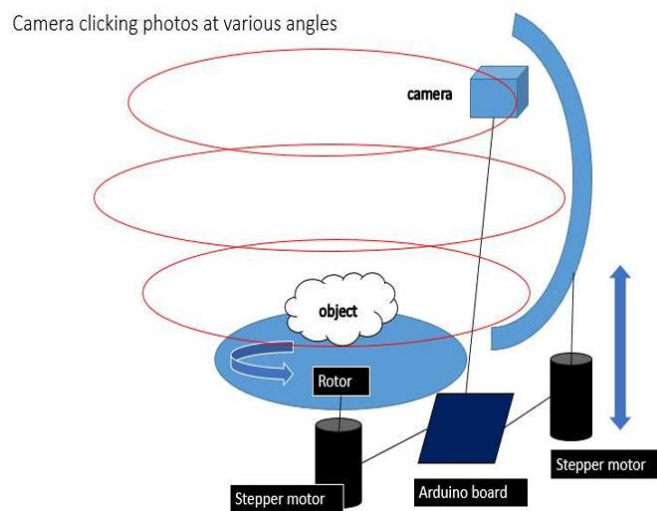 Camera clicking photos at various angles
camera
object
Rotor
Stepper motor
Stepper motor
Arduino board